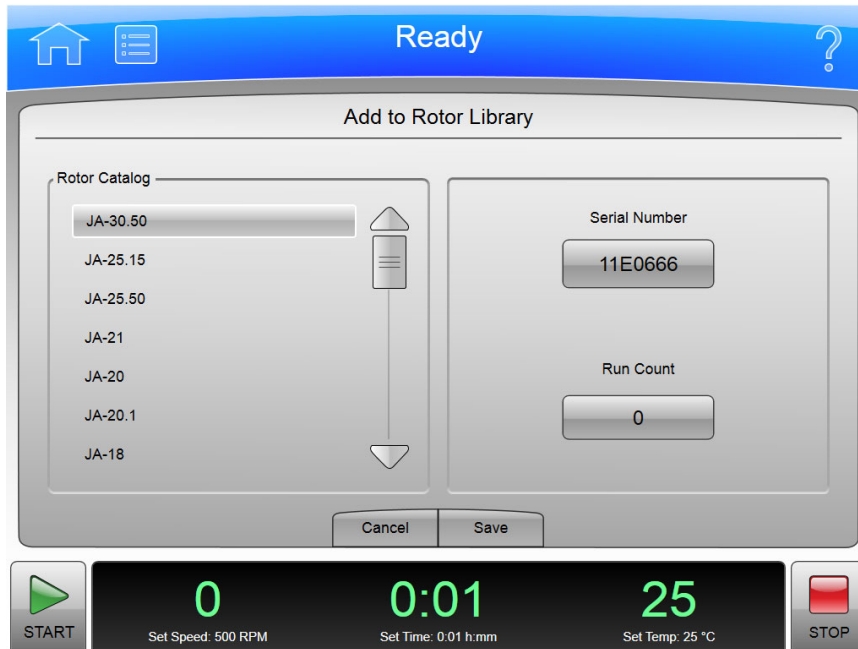 Ready
?
Add to Rotor Library
Rotor Catalog
JA-30.50
JA-25.15
JA-25.50
JA-21
JA-20
JA-20.1
JA-18
Serial Number
11E0666
Run Count
0
Cancel Save
START
0 0:01 25
Set Speed: 500 RPM Set Time: 0:01 h:mm Set Temp: 25 °C
STOP